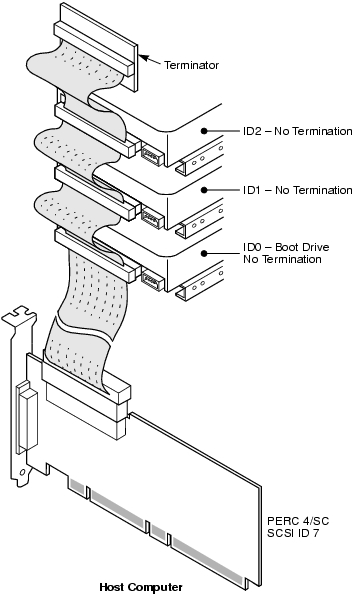 Terminator
ID2 – No Termination
ID1 – No Termination
ID0 – Boot Drive
No Termination
PERC 4/SC
SCSI ID 7
Host Computer